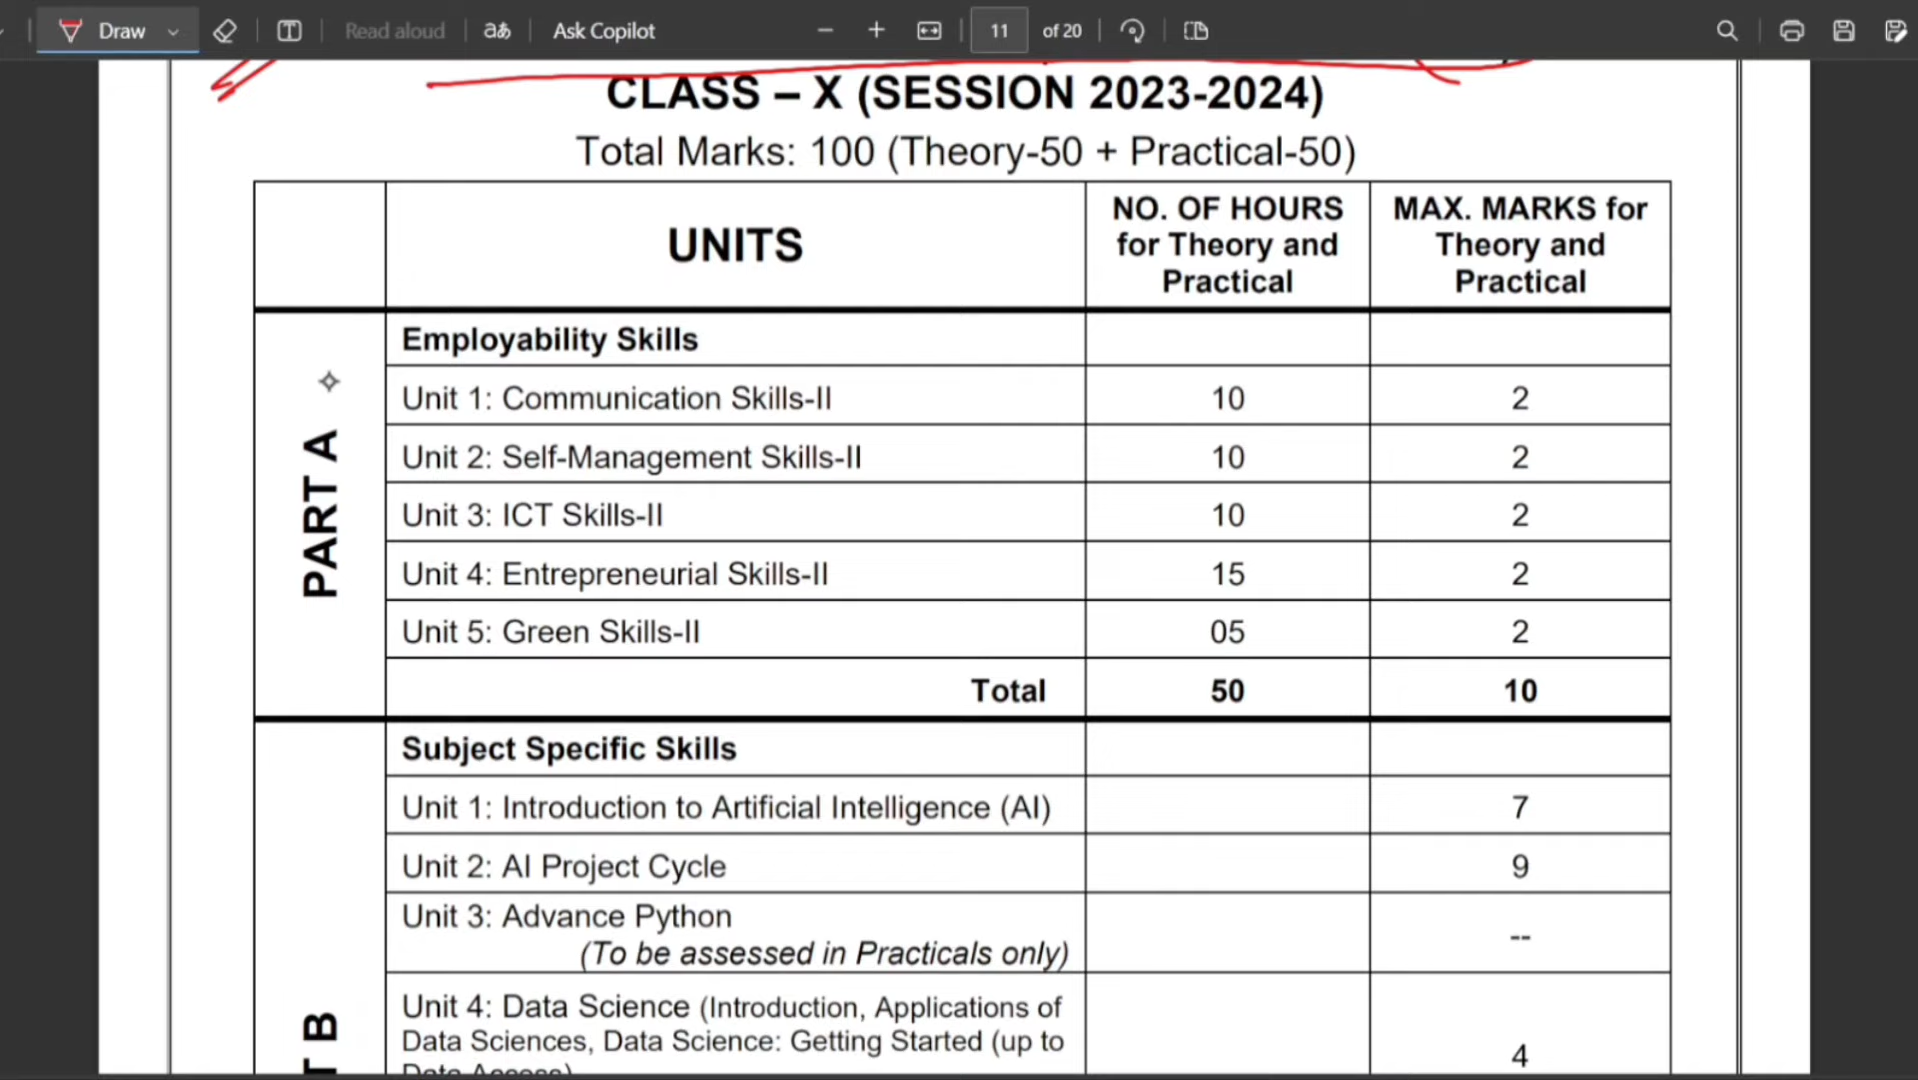 Draw
Read aloud
aあ
Ask Copilot
11 of 20
CLASS – X (SESSION 2023-2024)
Total Marks: 100 (Theory-50 + Practical-50)
UNITS
NO. OF HOURS
for Theory and
Practical
MAX. MARKS for
Theory and
Practical
PART A
Employability Skills
Unit 1: Communication Skills-II 10 2
Unit 2: Self-Management Skills-II 10 2
Unit 3: ICT Skills-II 10 2
Unit 4: Entrepreneurial Skills-II 15 2
Unit 5: Green Skills-II 05 2
Total 50 10
Subject Specific Skills
Unit 1: Introduction to Artificial Intelligence (AI) 7
Unit 2: AI Project Cycle 9
Unit 3: Advance Python
(To be assessed in Practicals only) --
T B
Unit 4: Data Science (Introduction, Applications of
Data Sciences, Data Science: Getting Started (up to
Data Access) 4